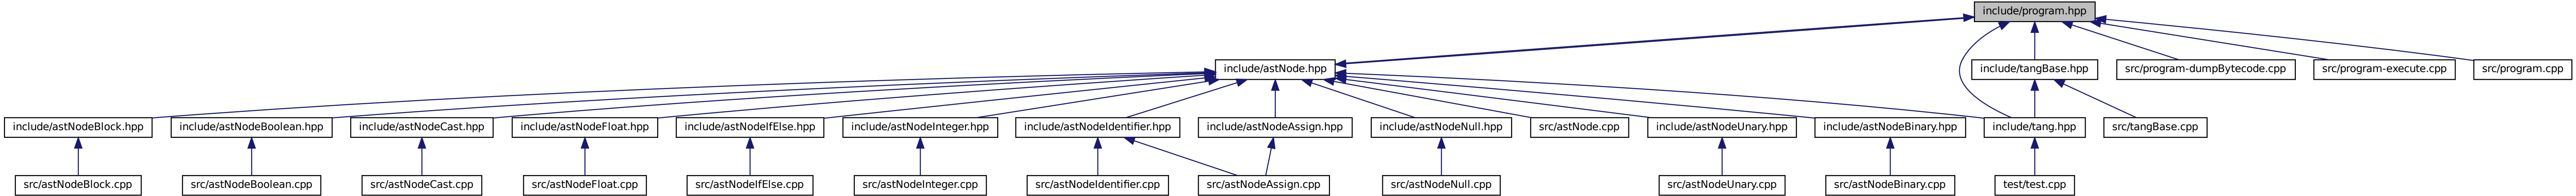 include/program.hpp
include/astNode.hpp
include/tangBase.hpp
src/program-dumpBytecode.cpp
src/program-execute.cpp
src/program.cpp
include/astNodeBlock.hpp
include/astNodeBoolean.hpp
include/astNodeCast.hpp
include/astNodeFloat.hpp
include/astNodeIfElse.hpp
include/astNodeInteger.hpp
include/astNodeIdentifier.hpp
include/astNodeAssign.hpp
include/astNodeNull.hpp
src/astNode.cpp
include/astNodeUnary.hpp
include/astNodeBinary.hpp
include/tang.hpp
src/tangBase.cpp
src/astNodeBlock.cpp
src/astNodeBoolean.cpp
src/astNodeCast.cpp
src/astNodeFloat.cpp
src/astNodeIfElse.cpp
src/astNodeInteger.cpp
src/astNodeIdentifier.cpp
src/astNodeAssign.cpp
src/astNodeNull.cpp
src/astNodeUnary.cpp
src/astNodeBinary.cpp
test/test.cpp